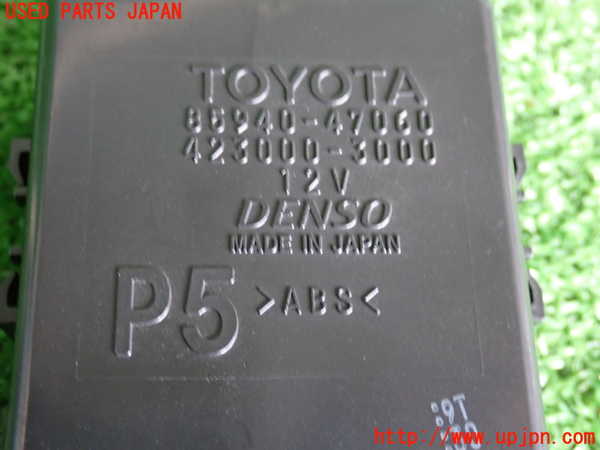 USED PARTS JAPAN
TOYOTA
85940-47060
423000-3000
12V
DENSO
MADE IN JAPAN
P5 >ABS<
:9T
http://www.upjpn.com